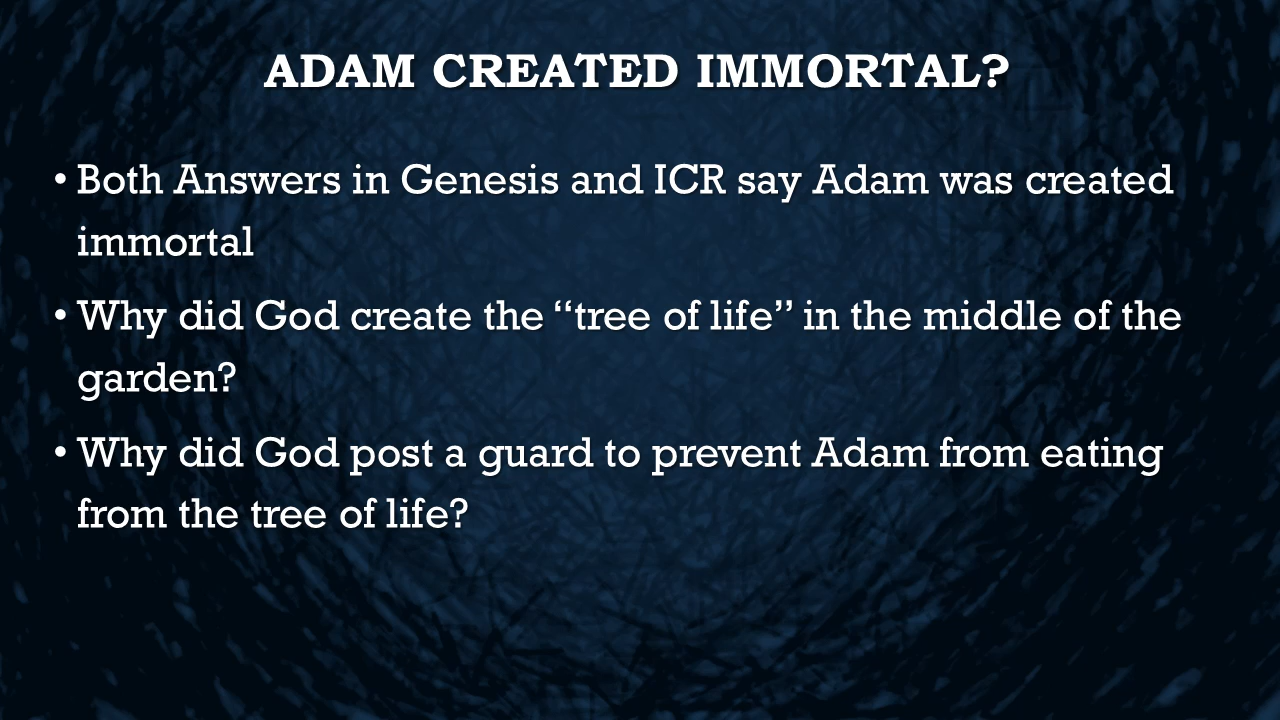 ADAM CREATED IMMORTAL?
• Both Answers in Genesis and ICR say Adam was created
immortal
• Why did God create the “tree of life” in the middle of the
garden?
• Why did God post a guard to prevent Adam from eating
from the tree of life?